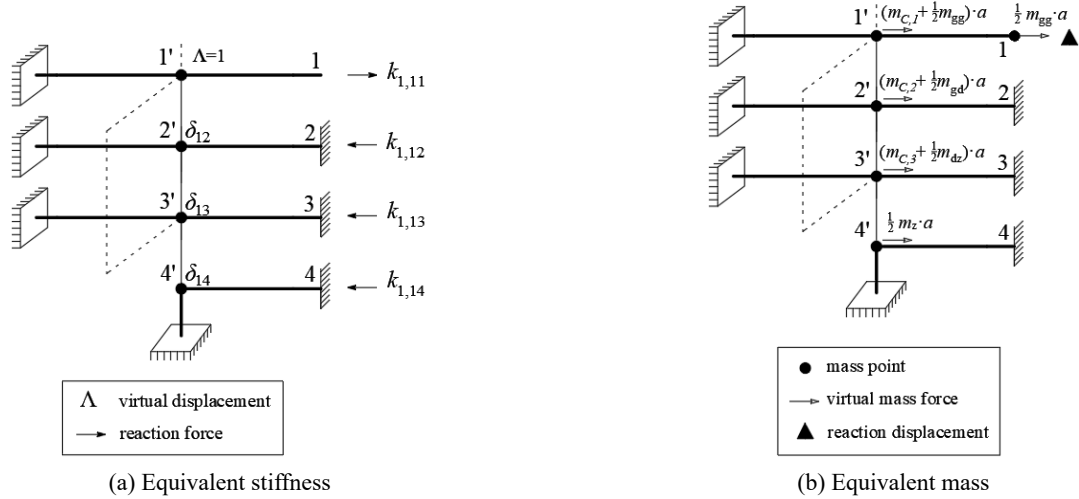 1' Λ=1 1 k1,11
2' δ12 2 k1,12
3' δ13 3 k1,13
4' δ14 4 k1,14
Λ virtual displacement
reaction force
(a) Equivalent stiffness
1' (mC,1+½mgg)·a ½ mgg·a
1
2' (mC,2+½mgd)·a 2
3' (mC,3+½mdz)·a 3
4' ½ mz·a 4
mass point
virtual mass force
reaction displacement
(b) Equivalent mass